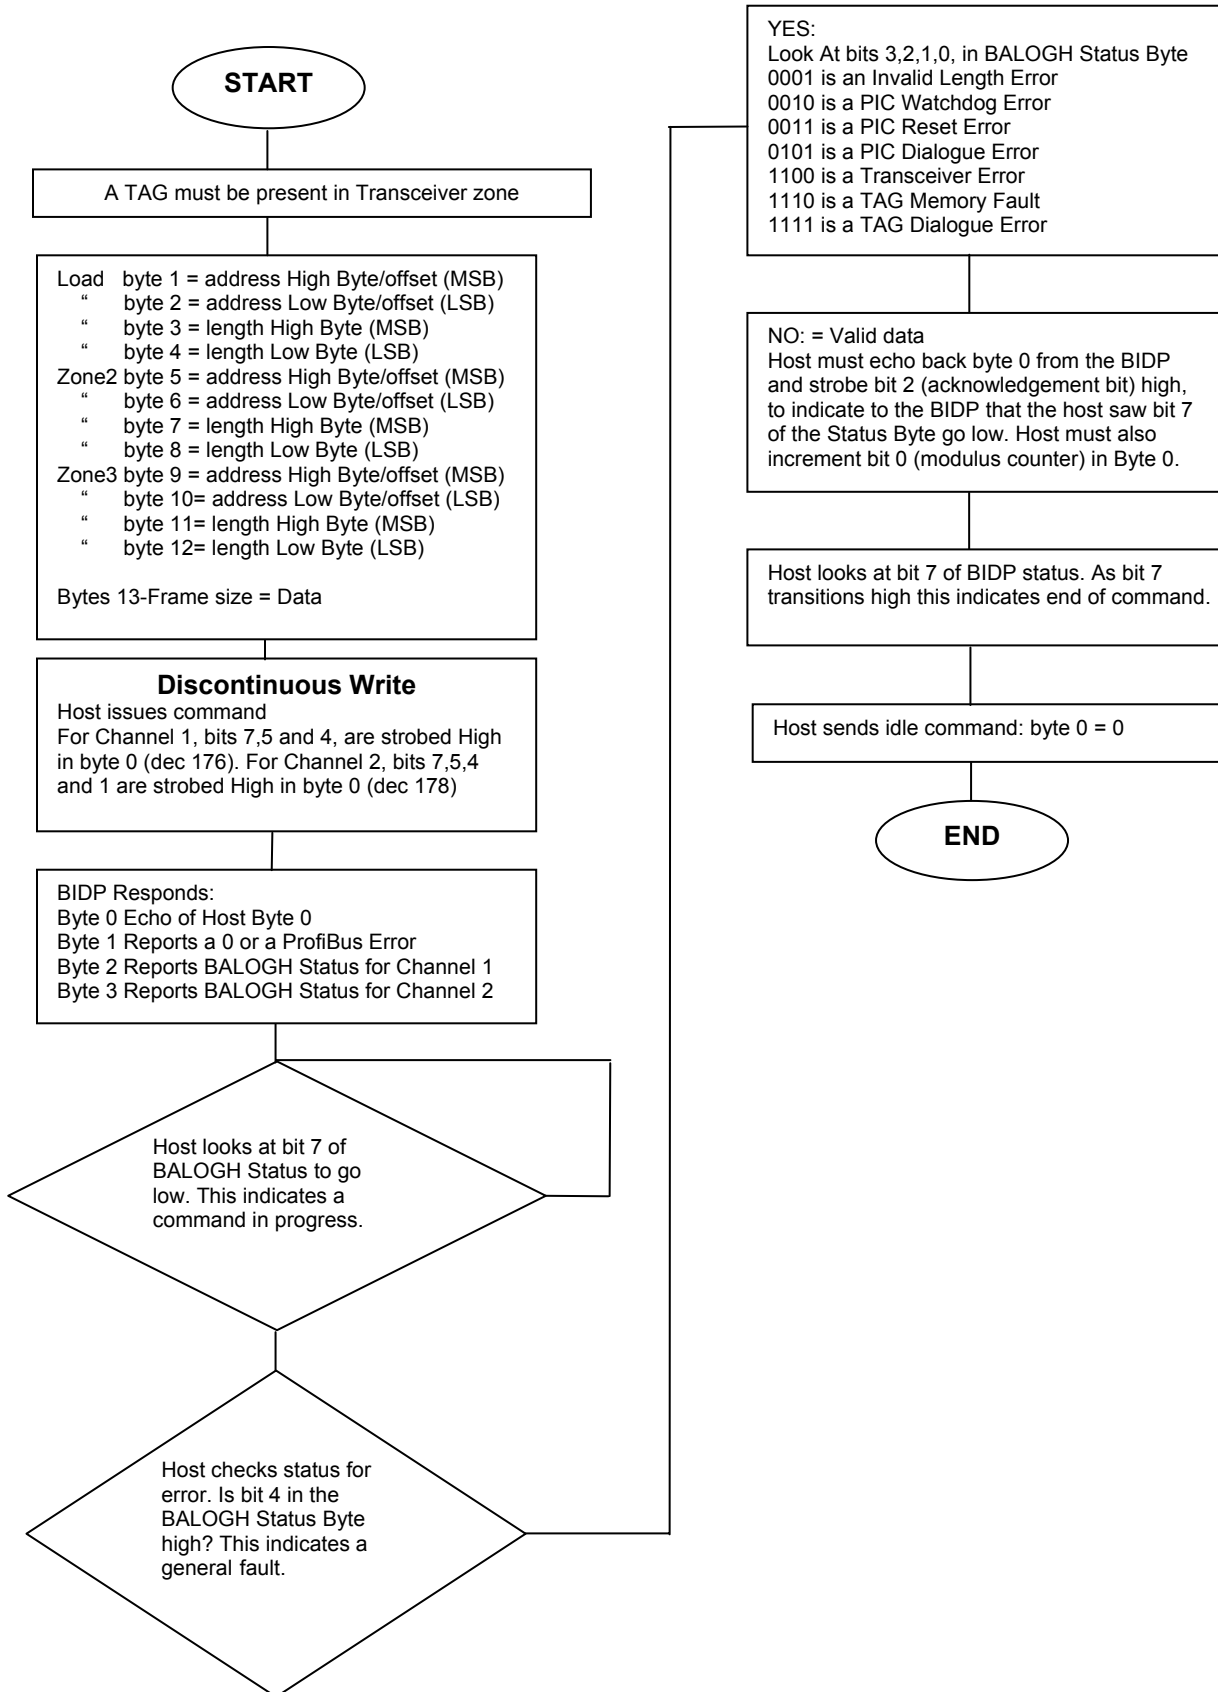 START
A TAG must be present in Transceiver zone
Load byte 1 = address High Byte/offset (MSB)
“ byte 2 = address Low Byte/offset (LSB)
“ byte 3 = length High Byte (MSB)
“ byte 4 = length Low Byte (LSB)
Zone2 byte 5 = address High Byte/offset (MSB)
“ byte 6 = address Low Byte/offset (LSB)
“ byte 7 = length High Byte (MSB)
“ byte 8 = length Low Byte (LSB)
Zone3 byte 9 = address High Byte/offset (MSB)
“ byte 10= address Low Byte/offset (LSB)
“ byte 11= length High Byte (MSB)
“ byte 12= length Low Byte (LSB)
Bytes 13-Frame size = Data
Discontinuous Write
Host issues command
For Channel 1, bits 7,5 and 4, are strobed High
in byte 0 (dec 176). For Channel 2, bits 7,5,4
and 1 are strobed High in byte 0 (dec 178)
BIDP Responds:
Byte 0 Echo of Host Byte 0
Byte 1 Reports a 0 or a ProfiBus Error
Byte 2 Reports BALOGH Status for Channel 1
Byte 3 Reports BALOGH Status for Channel 2
Host looks at bit 7 of
BALOGH Status to go
low. This indicates a
command in progress.
Host checks status for
error. Is bit 4 in the
BALOGH Status Byte
high? This indicates a
general fault.
YES:
Look At bits 3,2,1,0, in BALOGH Status Byte
0001 is an Invalid Length Error
0010 is a PIC Watchdog Error
0011 is a PIC Reset Error
0101 is a PIC Dialogue Error
1100 is a Transceiver Error
1110 is a TAG Memory Fault
1111 is a TAG Dialogue Error
NO: = Valid data
Host must echo back byte 0 from the BIDP
and strobe bit 2 (acknowledgement bit) high,
to indicate to the BIDP that the host saw bit 7
of the Status Byte go low. Host must also
increment bit 0 (modulus counter) in Byte 0.
Host looks at bit 7 of BIDP status. As bit 7
transitions high this indicates end of command.
Host sends idle command: byte 0 = 0
END